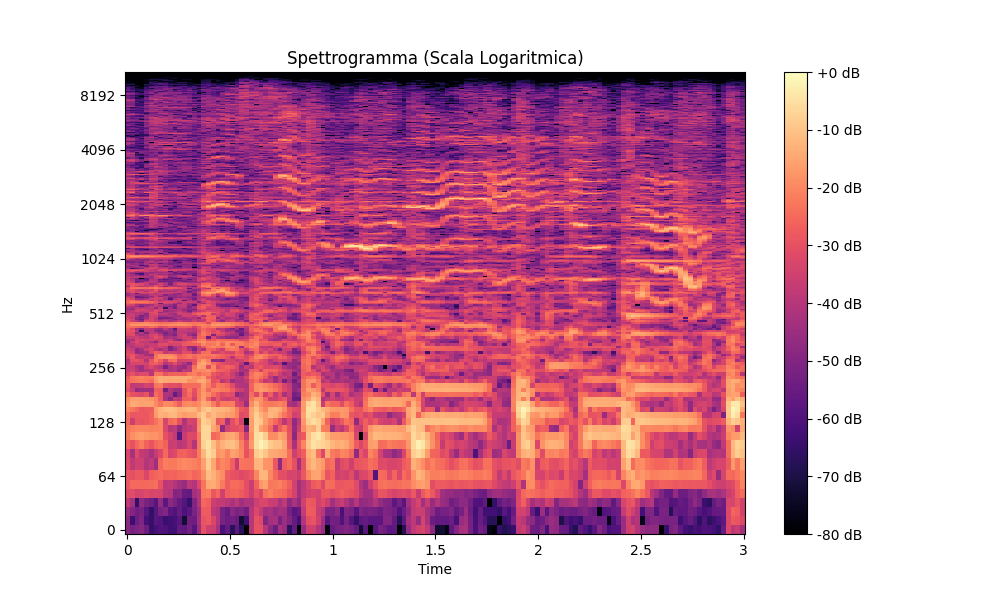 Spettrogramma (Scala Logaritmica)
Hz
8192
4096
2048
1024
512
256
128
64
0
0
0.5
1
1.5
2
2.5
3
Time
+0 dB
-10 dB
-20 dB
-30 dB
-40 dB
-50 dB
-60 dB
-70 dB
-80 dB